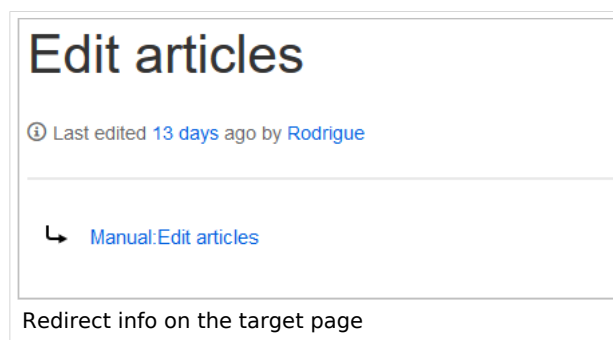 Edit articles
Last edited 13 days ago by Rodrigue
Manual:Edit articles
Redirect info on the target page